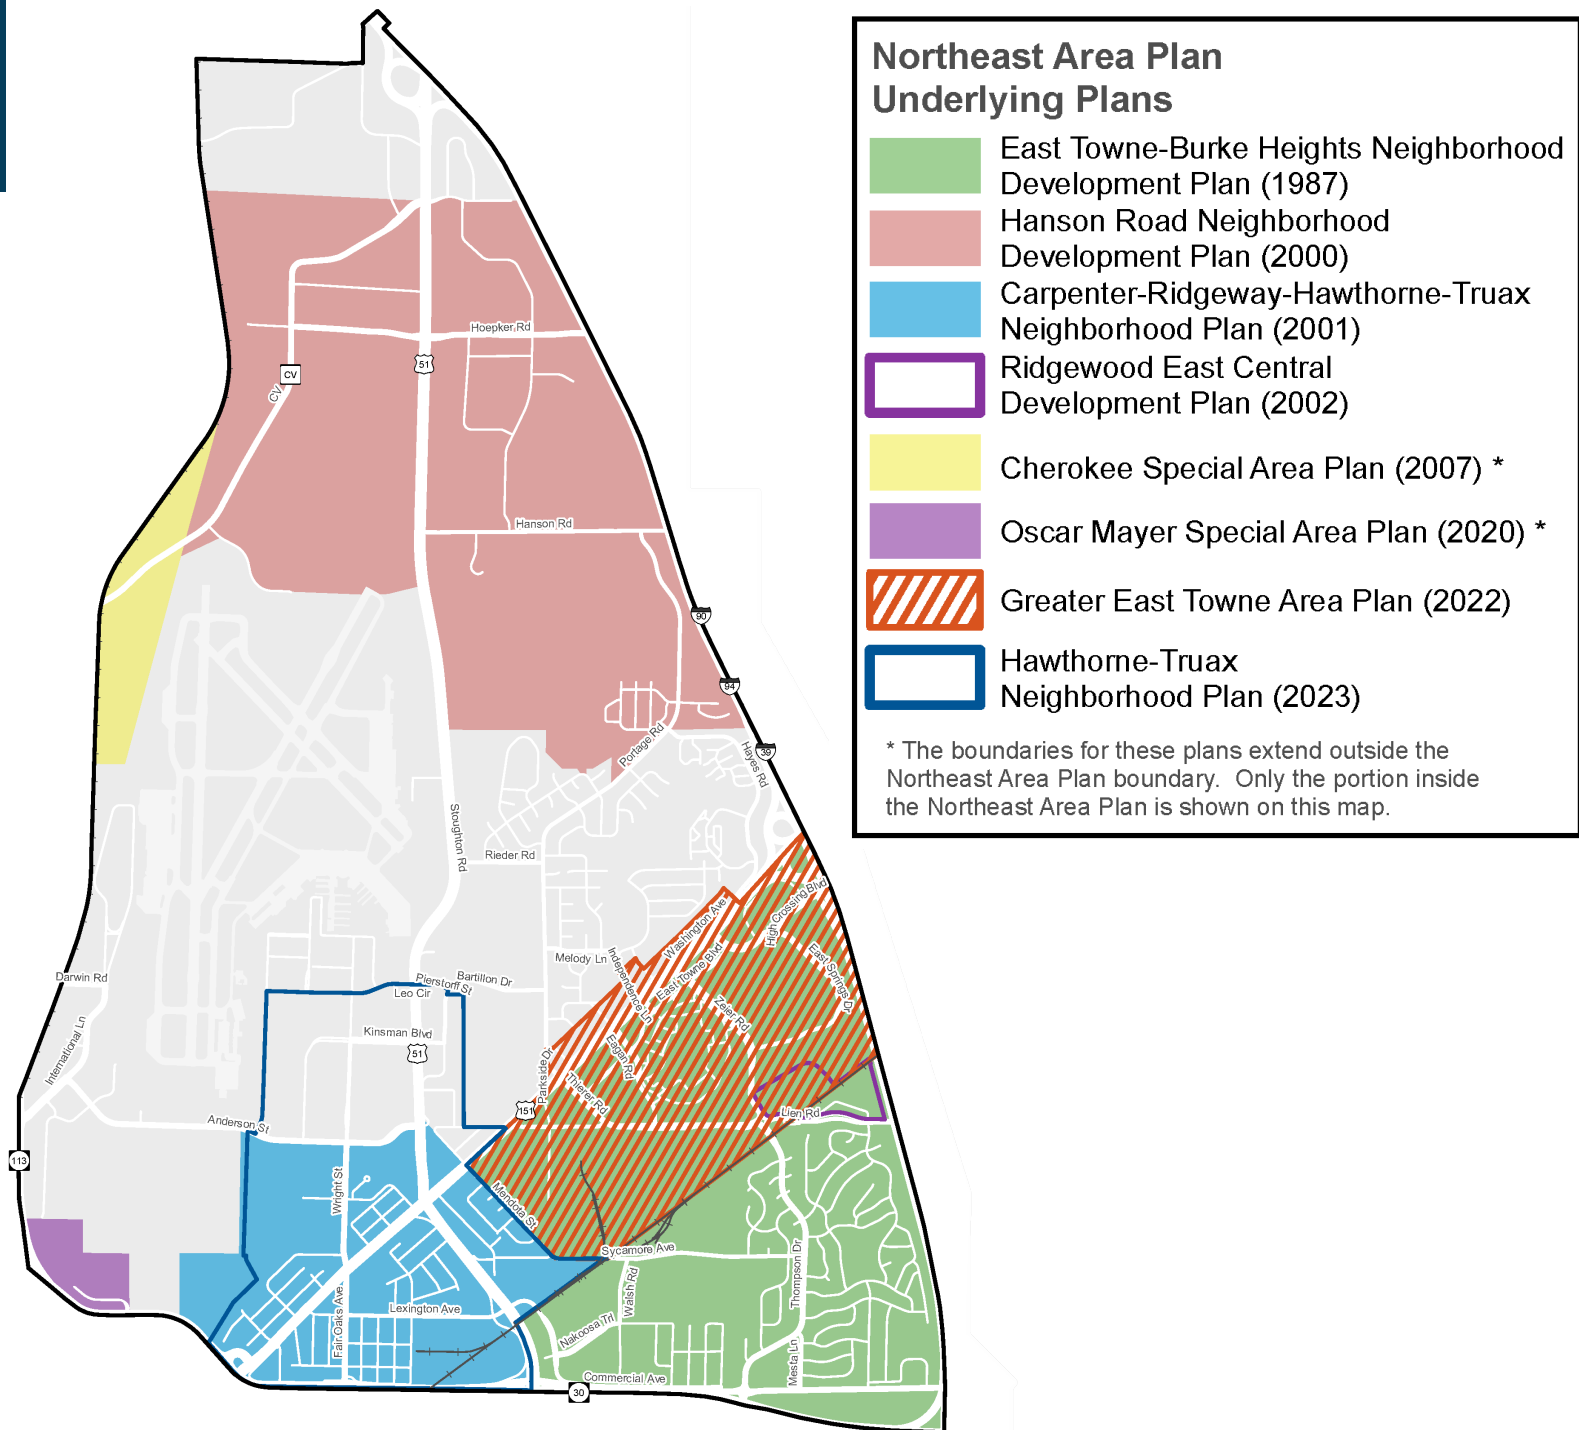 Northeast Area Plan
Underlying Plans
East Towne-Burke Heights Neighborhood
Development Plan (1987)
Hanson Road Neighborhood
Development Plan (2000)
Carpenter-Ridgeway-Hawthorne-Truax
Neighborhood Plan (2001)
Ridgewood East Central
Development Plan (2002)
Cherokee Special Area Plan (2007) *
Oscar Mayer Special Area Plan (2020) *
Greater East Towne Area Plan (2022)
Hawthorne-Truax
Neighborhood Plan (2023)
* The boundaries for these plans extend outside the
Northeast Area Plan boundary. Only the portion inside
the Northeast Area Plan is shown on this map.
Hoepker Rd
51
CV
CV
Hanson Rd
90
94
39
Portage Rd
Hayes Rd
Stoughton Rd
Rieder Rd
High Crossing Blvd
Washington Ave
East Towne Blvd
East Springs Dr
Melody Ln
Independence Ln
Zeier Rd
Darwin Rd
Pierstorff St
Bartillon Dr
Leo Cir
International Ln
Kinsman Blvd
51
Eagan Rd
Parkside Dr
Thierer Rd
151
Lien Rd
Anderson St
113
Wright St
Mendota St
Sycamore Ave
Walsh Rd
Thompson Dr
Lexington Ave
Fair Oaks Ave
Nakoosa Trl
Mesta Ln
Commercial Ave
30